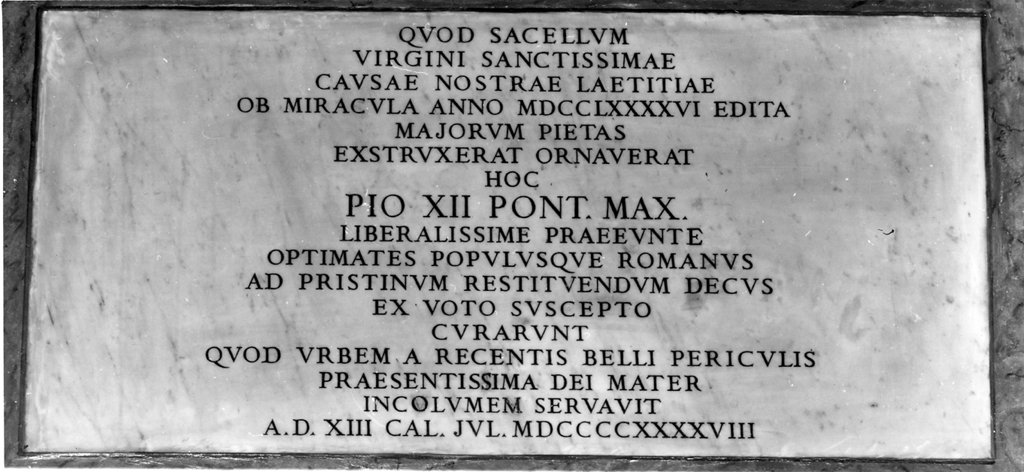 QVOD SACELLVM
VIRGINI SANCTISSIMAE
CAVSAE NOSTRAE LAETITIAE
OB MIRACVLA ANNO MDCCLXXXXVI EDITA
MAJORVM PIETAS
EXSTRVXERAT ORNAVERAT
HOC
PIO XII PONT. MAX.
LIBERALISSIME PRAEEVNTE
OPTIMATES POPVLVSQVE ROMANVS
AD PRISTINVM RESTITVENDVM DECVS
EX VOTO SVSCEPTO
CVRARVNT
QVOD VRBEM A RECENTIS BELLI PERICVLIS
PRAESENTISSIMA DEI MATER
INCOLVMEM SERVAVIT
A.D. XIII CAL. JVL. MDCCCCXXXXVIII